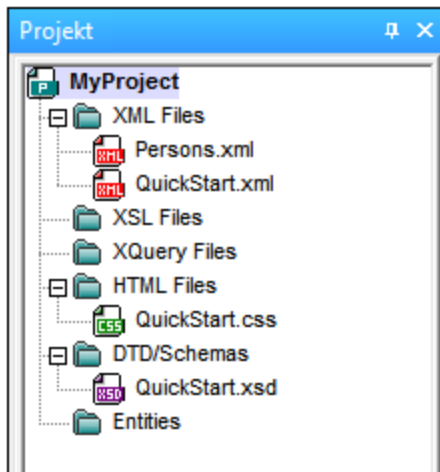 Projekt
MyProject
XML Files
Persons.xml
QuickStart.xml
XSL Files
XQuery Files
HTML Files
QuickStart.css
DTD/Schemas
QuickStart.xsd
Entities